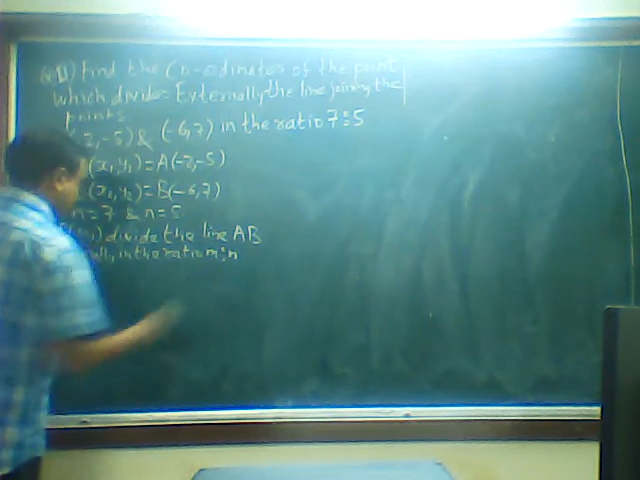 Q1) Find the Co-ordinates of the point
which divides Externally the line joining the
points
2,-5) & (-6,7) in the ratio 7:5
(x₁,y₁) = A(-2,-5)
(x₂,y₂) = B(-6,7)
= 7 & n = 5
) divide the line AB
in the ratio m:n